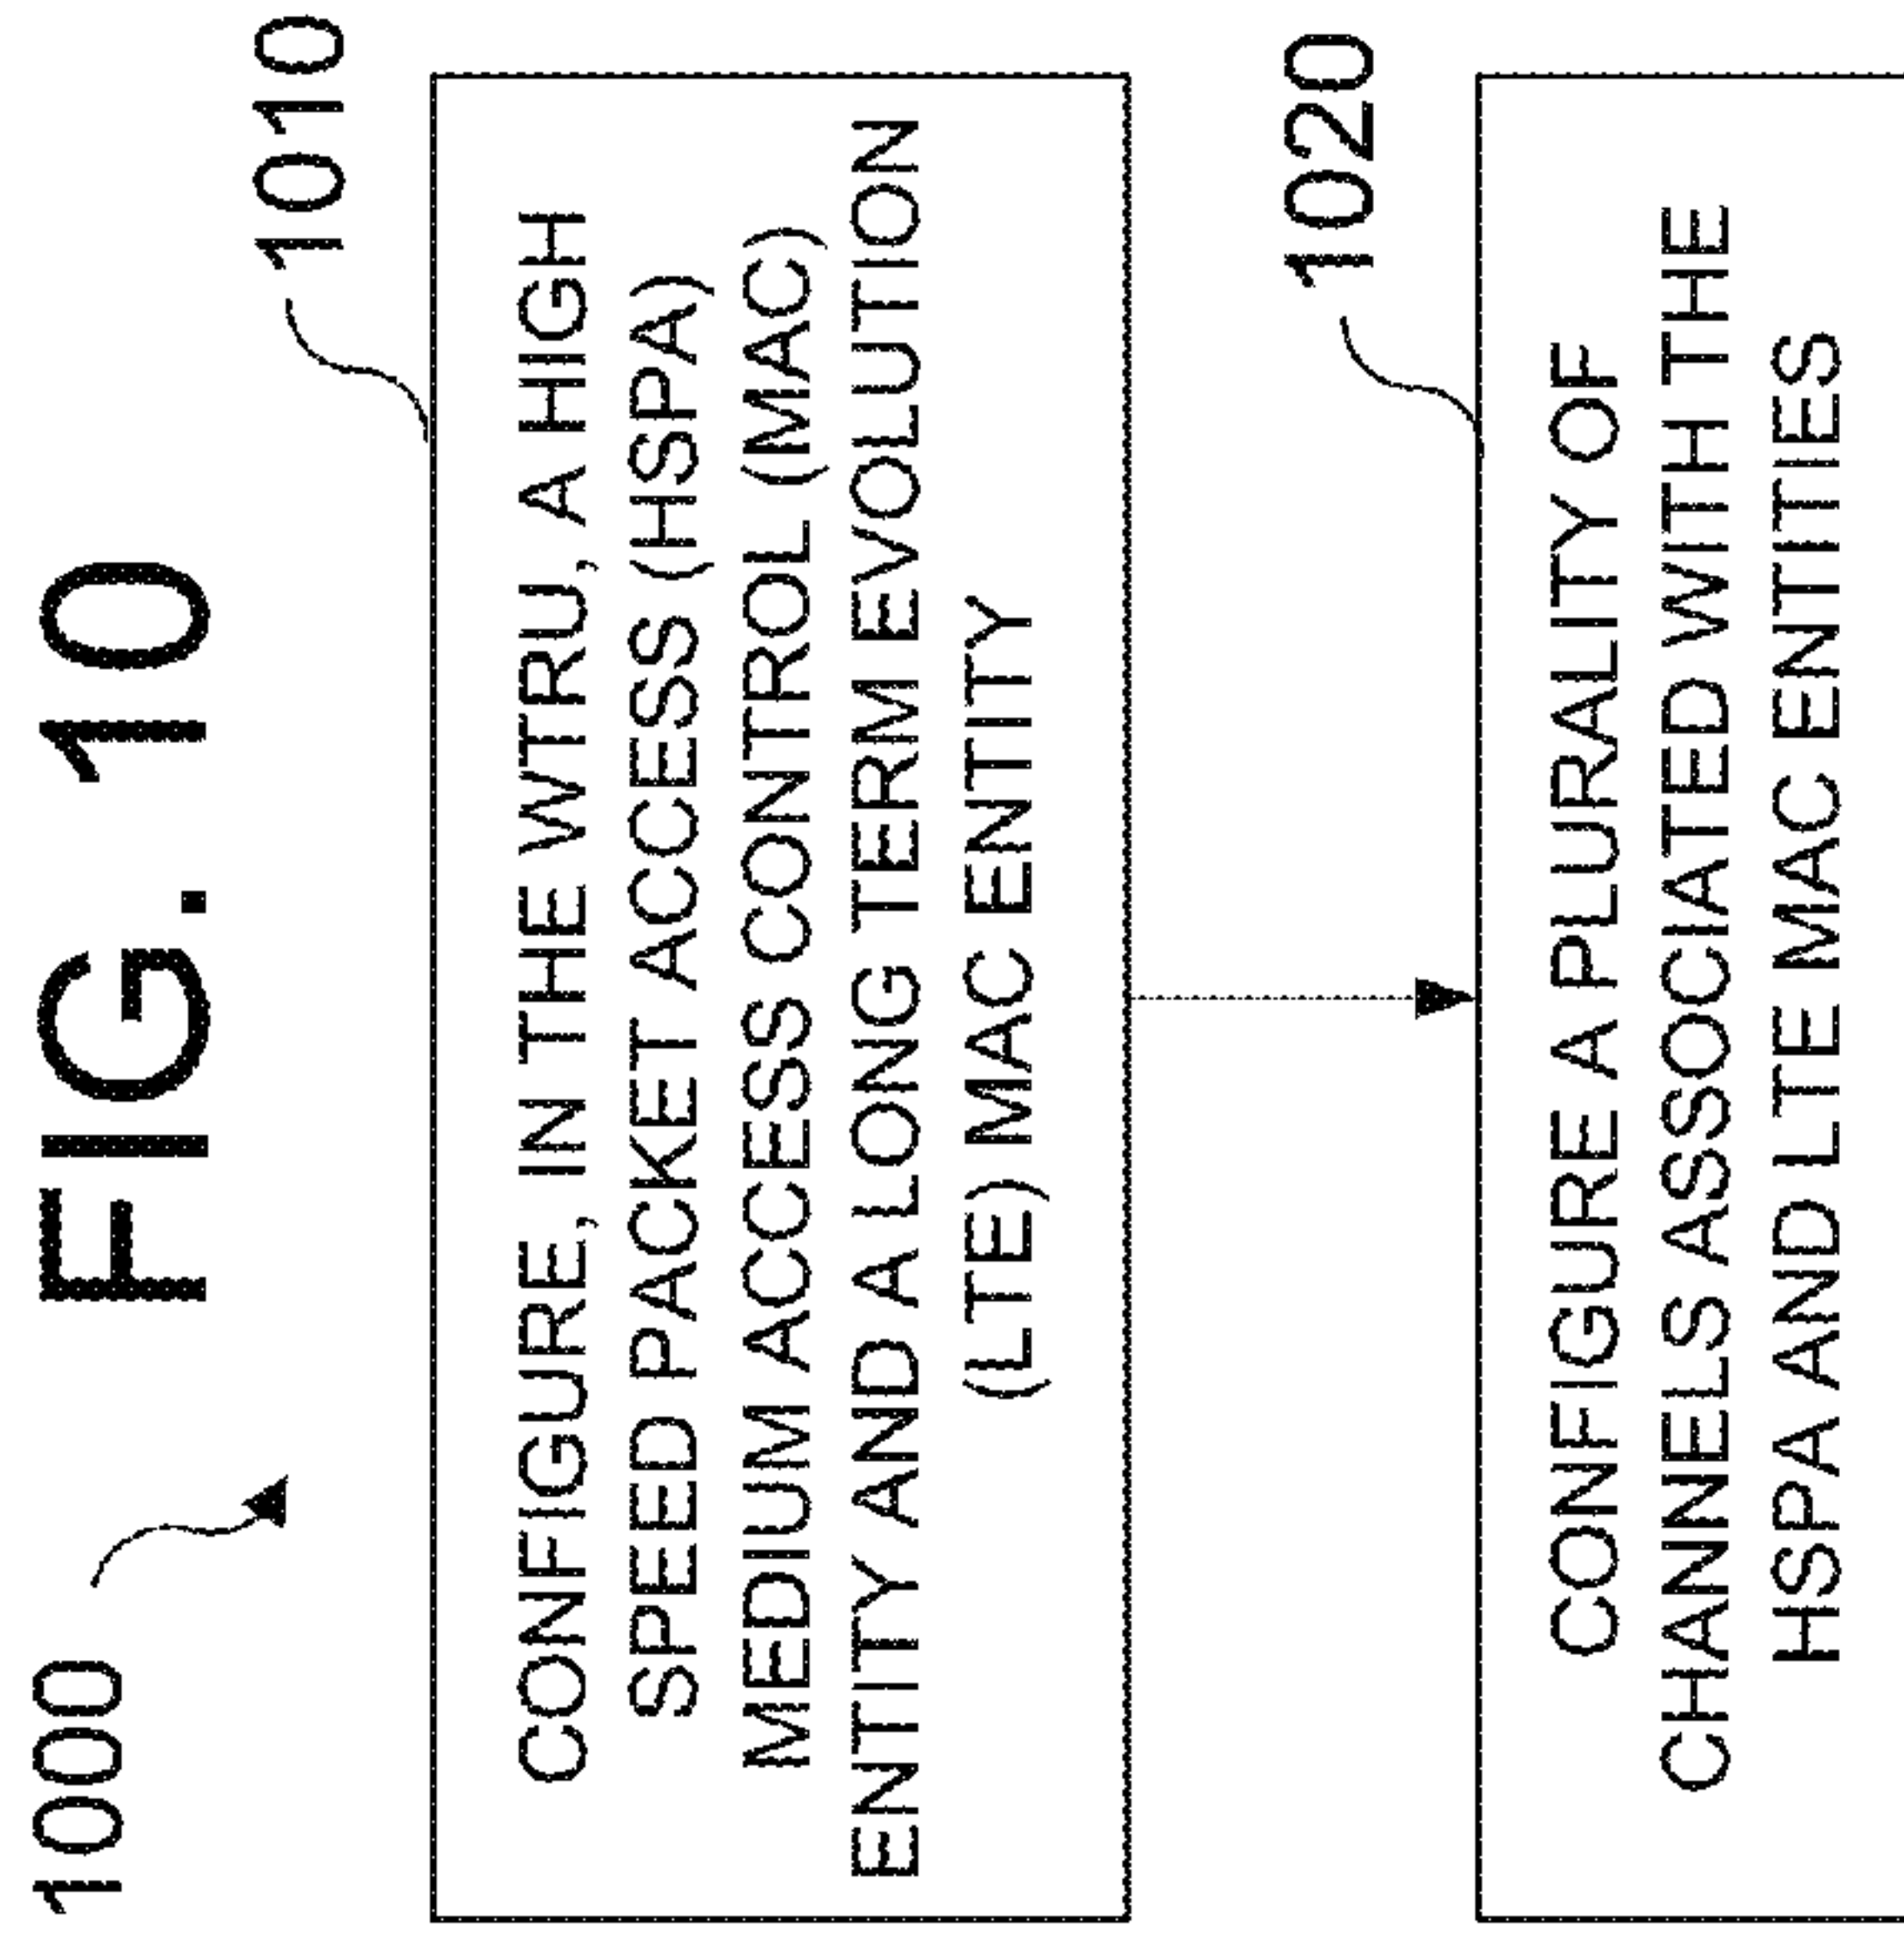 FIG. 10
1000
1010
CONFIGURE, IN THE WTRU, A HIGH
SPEED PACKET ACCESS (HSPA)
MEDIUM ACCESS CONTROL (MAC)
ENTITY AND A LONG TERM EVOLUTION
(LTE) MAC ENTITY
1020
CONFIGURE A PLURALITY OF
CHANNELS ASSOCIATED WITH THE
HSPA AND LTE MAC ENTITIES